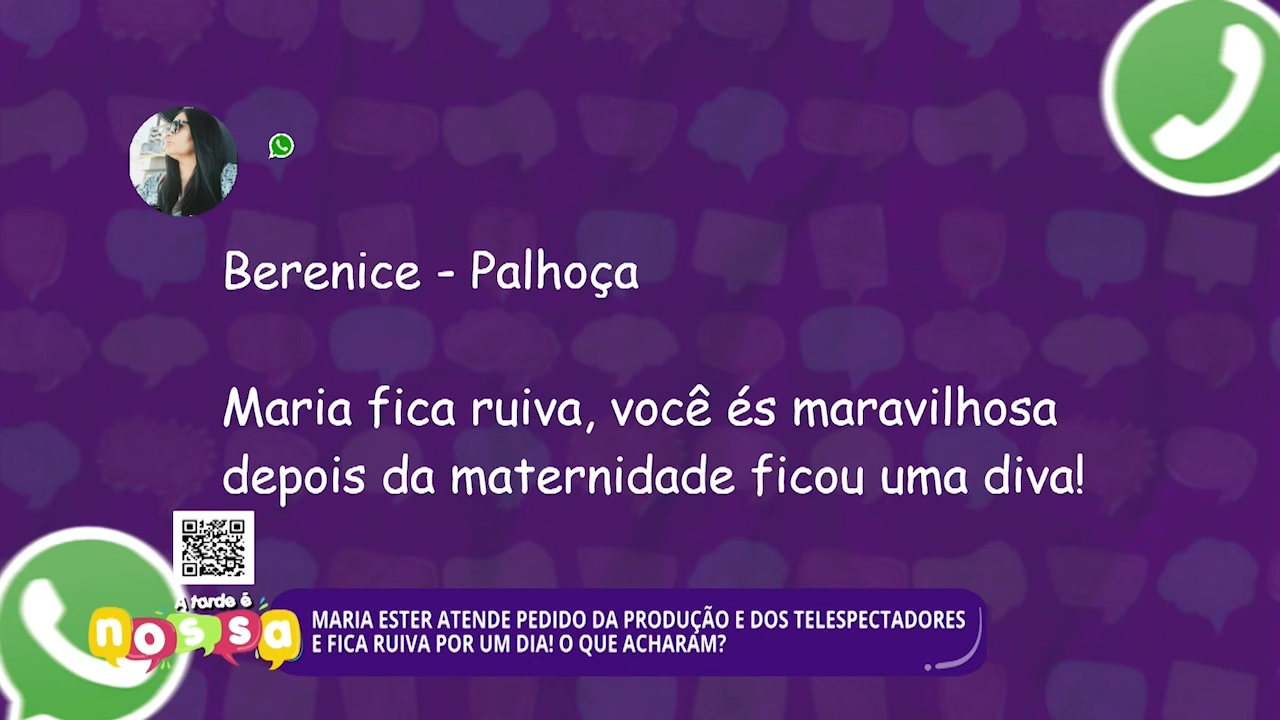 Berenice - Palhoça
Maria fica ruiva, você és maravilhosa
depois da maternidade ficou uma diva!
A tarde é
nossa
MARIA ESTER ATENDE PEDIDO DA PRODUÇÃO E DOS TELESPECTADORES
E FICA RUIVA POR UM DIA! O QUE ACHARAM?